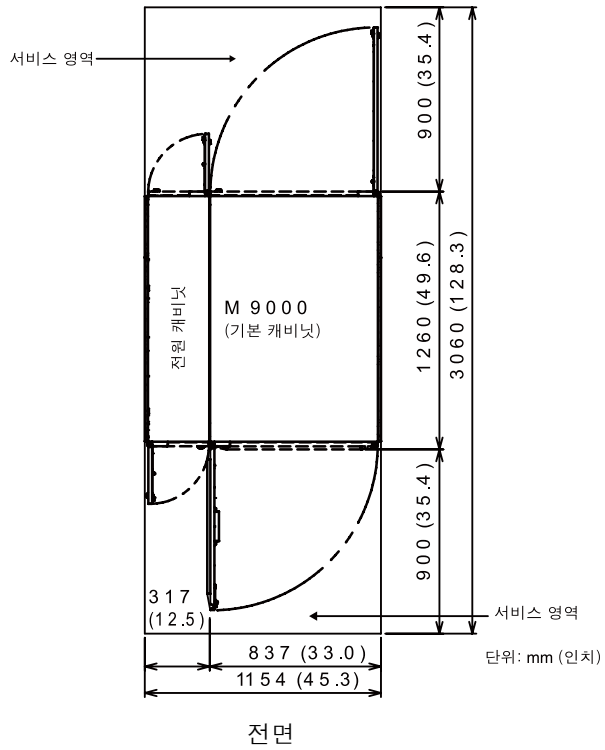 서비스 영역
900 (35.4)
전원 캐비닛
M 9000
(기본 캐비닛)
1260 (49.6)
3060 (128.3)
900 (35.4)
317
(12.5)
서비스 영역
837 (33.0)
단위: mm (인치)
1154 (45.3)
전면